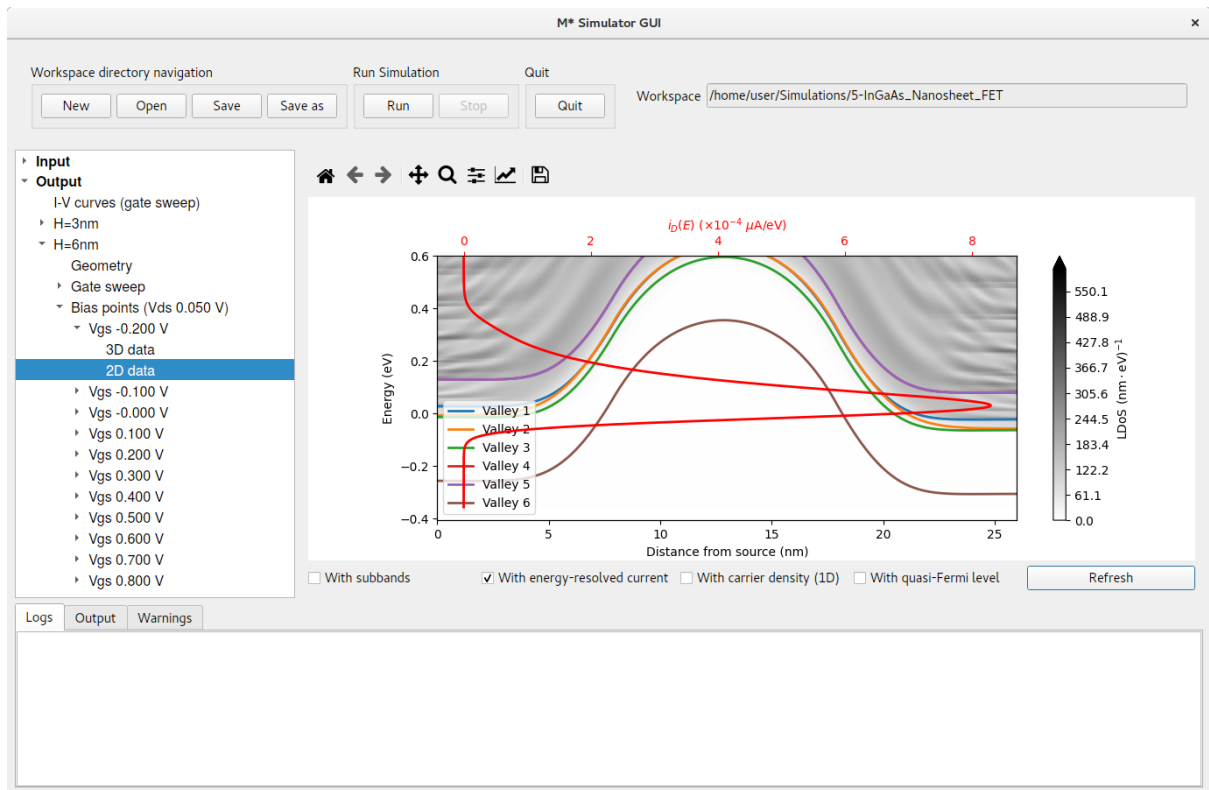 M* Simulator GUI
×
Workspace directory navigation
Run Simulation
Quit
New
Open
Save
Save as
Run
Stop
Quit
Workspace
/home/user/Simulations/5-InGaAs_Nanosheet_FET
Input
Output
I-V curves (gate sweep)
H=3nm
H=6nm
Geometry
Gate sweep
Bias points (Vds 0.050 V)
Vgs -0.200 V
3D data
2D data
Vgs -0.100 V
Vgs -0.000 V
Vgs 0.100 V
Vgs 0.200 V
Vgs 0.300 V
Vgs 0.400 V
Vgs 0.500 V
Vgs 0.600 V
Vgs 0.700 V
Vgs 0.800 V
i_D(E) (×10⁻⁴ μA/eV)
0 2 4 6 8
0.6
0.4
0.2
0.0
−0.2
−0.4
Energy (eV)
Valley 1
Valley 2
Valley 3
Valley 4
Valley 5
Valley 6
0 5 10 15 20 25
Distance from source (nm)
550.1
488.9
427.8
366.7
305.6
244.5
183.4
122.2
61.1
0.0
LDoS (nm · eV)⁻¹
With subbands
With energy-resolved current
With carrier density (1D)
With quasi-Fermi level
Refresh
Logs
Output
Warnings